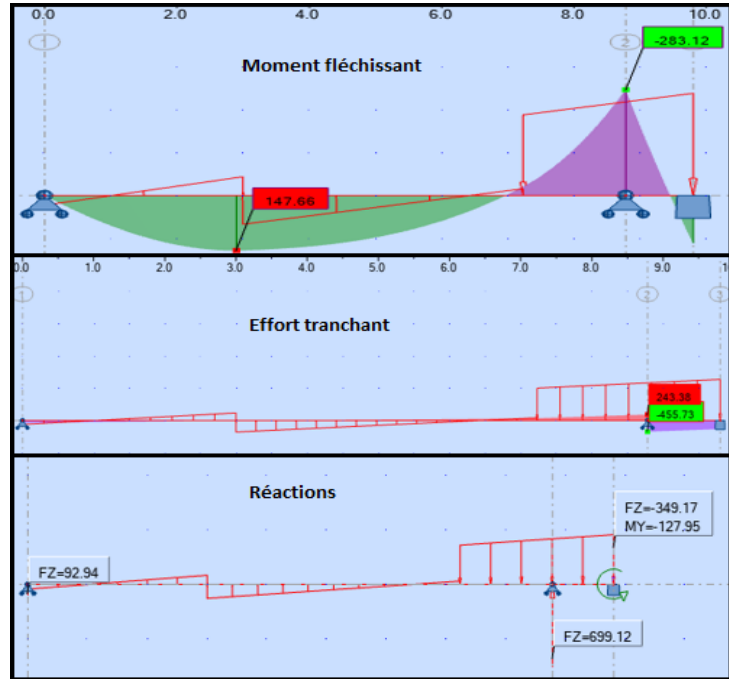 0.0 2.0 4.0 6.0 8.0 10.0
1 2
-283,12
Moment fléchissant
147.66
0.0 1.0 2.0 3.0 4.0 5.0 6.0 7.0 8.0 9.0
1 2 3
Effort tranchant
243.38
-455.73
Réactions
FZ=-349.17
MY=-127.95
FZ=92.94
FZ=699.12